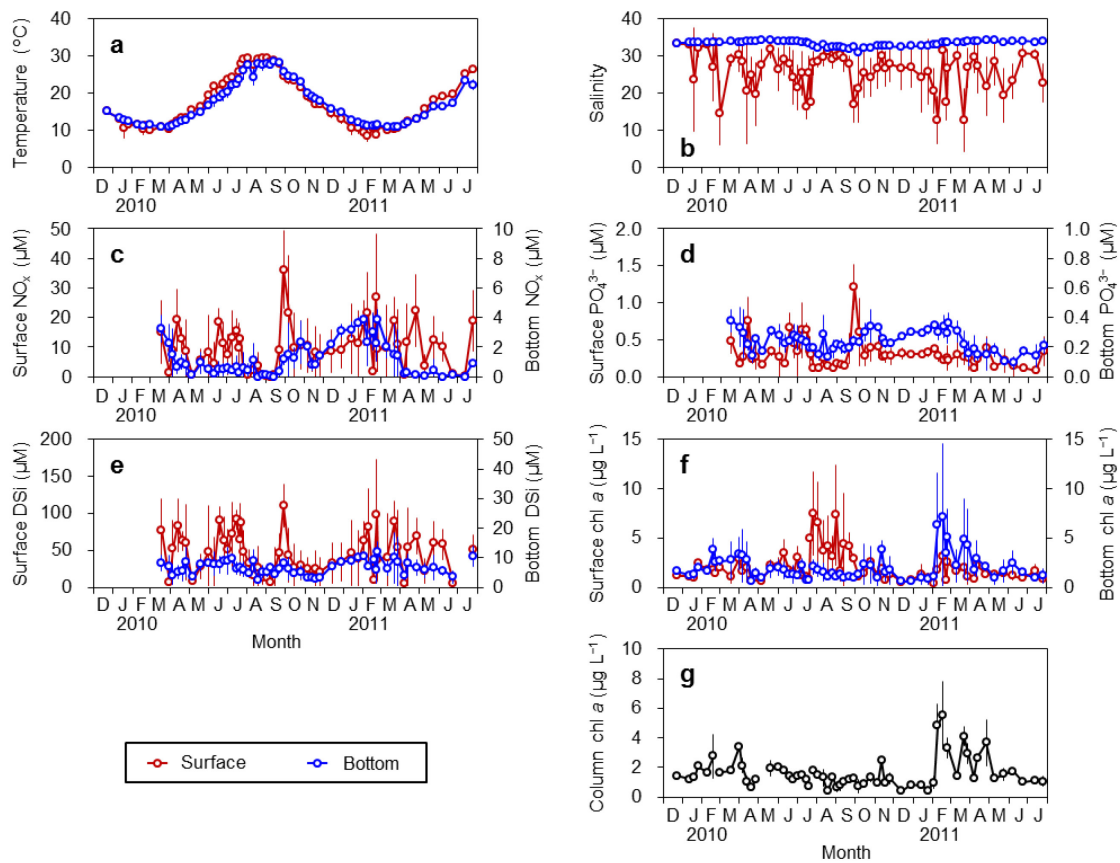 40
30
20
10
0
Temperature (°C)
a
D J F M A M J J A S O N D J F M A M J J
2010 2011
40
30
20
10
0
Salinity
b
D J F M A M J J A S O N D J F M A M J J
2010 2011
50
40
30
20
10
0
Surface NOx (µM)
c
10
8
6
4
2
0
Bottom NOx (µM)
D J F M A M J J A S O N D J F M A M J J
2010 2011
2.0
1.5
1.0
0.5
0.0
Surface PO₄³⁻ (µM)
d
1.0
0.8
0.6
0.4
0.2
0.0
Bottom PO₄³⁻ (µM)
D J F M A M J J A S O N D J F M A M J J
2010 2011
200
150
100
50
0
Surface DSi (µM)
e
50
40
30
20
10
0
Bottom DSi (µM)
D J F M A M J J A S O N D J F M A M J J
2010 2011
Month
15
10
5
0
Surface chl a (µg L⁻¹)
f
15
10
5
0
Bottom chl a (µg L⁻¹)
D J F M A M J J A S O N D J F M A M J J
2010 2011
10
8
6
4
2
0
Column chl a (µg L⁻¹)
g
D J F M A M J J A S O N D J F M A M J J
2010 2011
Month
Surface Bottom